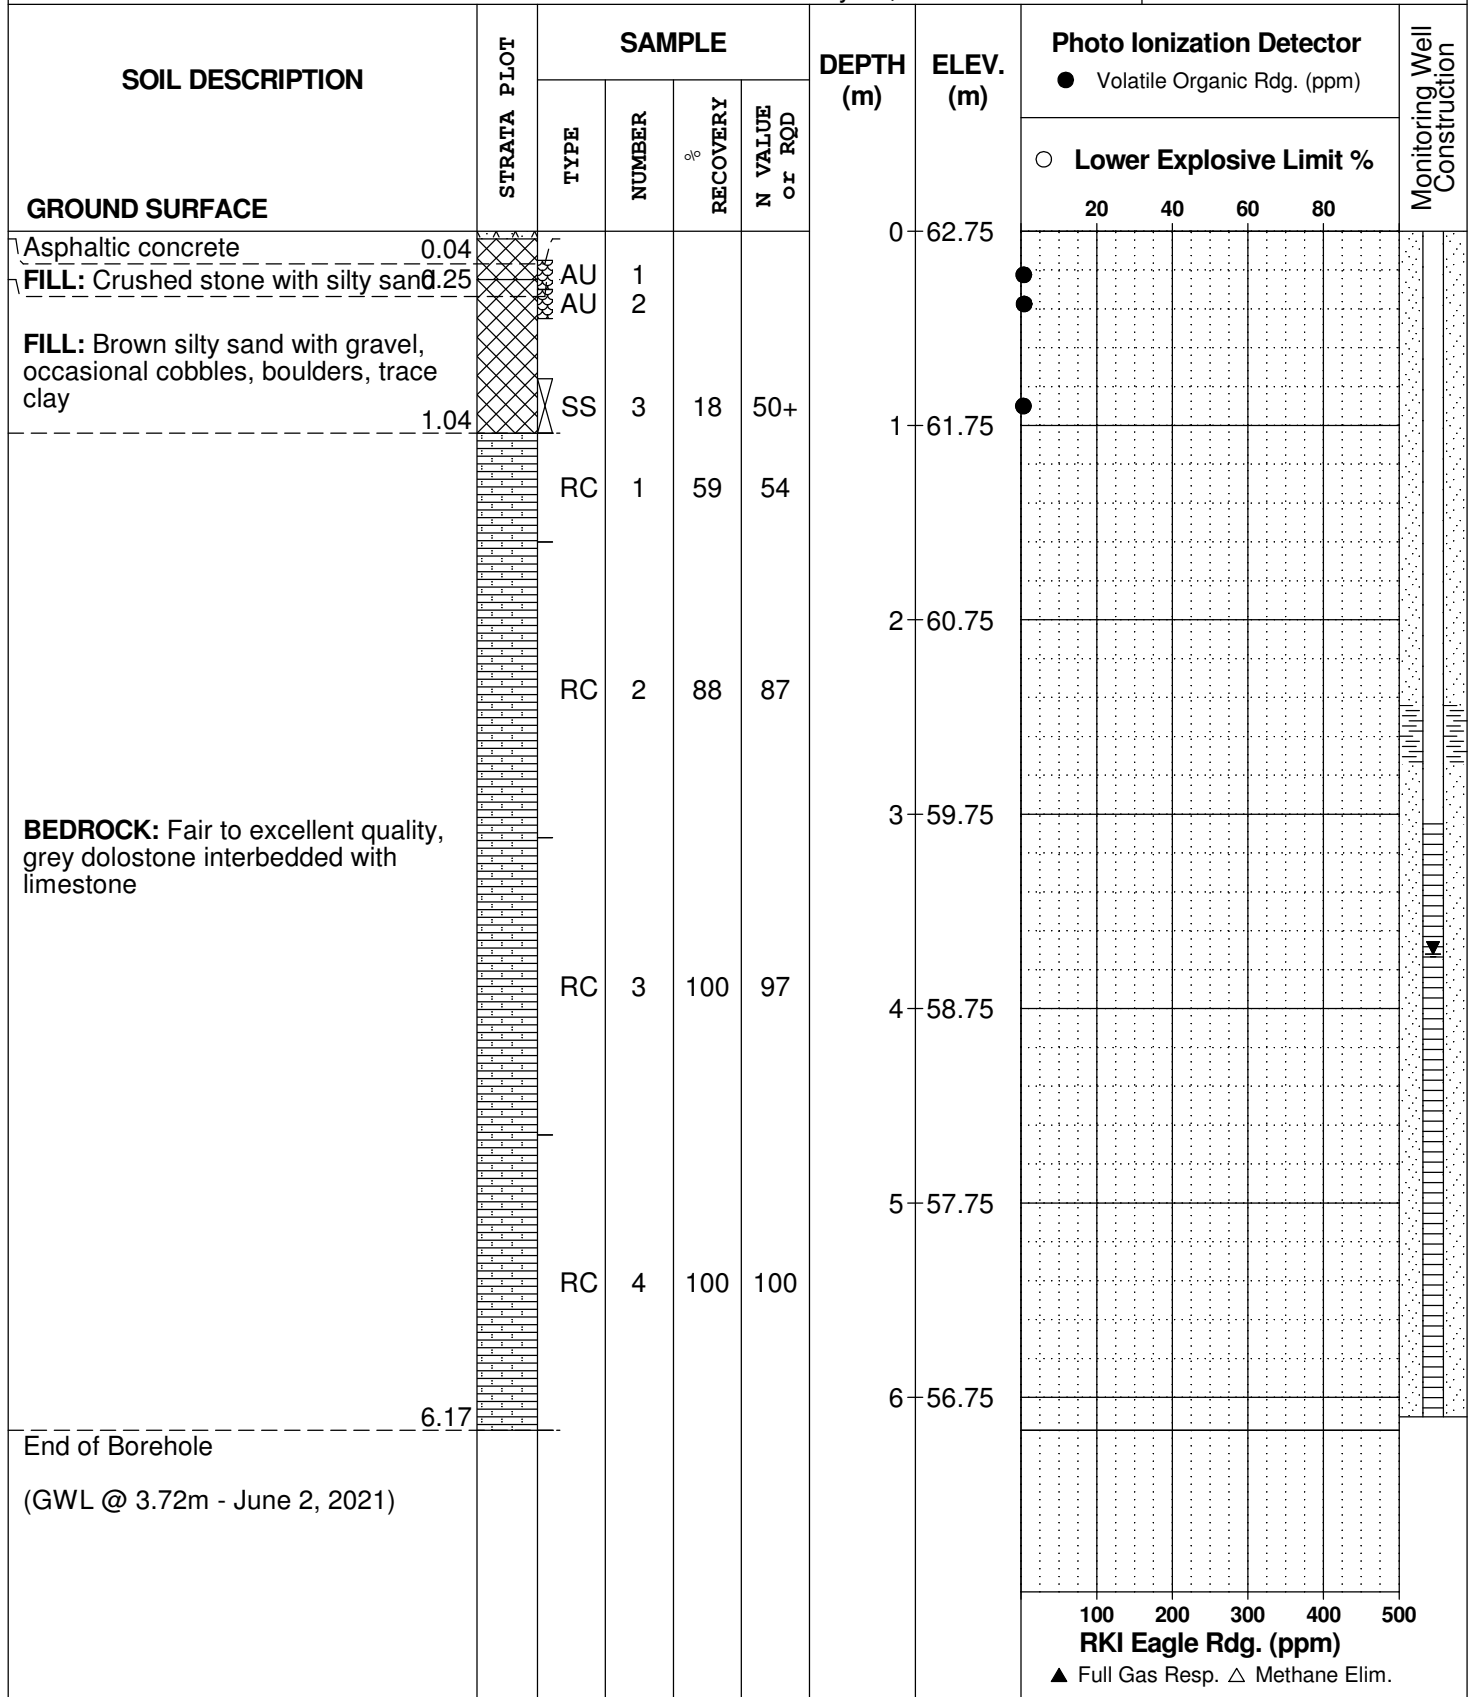 SOIL DESCRIPTION
GROUND SURFACE
STRATA PLOT
SAMPLE
TYPE
NUMBER
%
RECOVERY
N VALUE
or RQD
DEPTH
(m)
ELEV.
(m)
Photo Ionization Detector
● Volatile Organic Rdg. (ppm)
○ Lower Explosive Limit %
20 40 60 80
Monitoring Well
Construction
0 62.75
Asphaltic concrete 0.04
FILL: Crushed stone with silty sand 0.25
AU 1
AU 2
FILL: Brown silty sand with gravel,
occasional cobbles, boulders, trace
clay
1.04
SS 3 18 50+
1 61.75
RC 1 59 54
2 60.75
RC 2 88 87
3 59.75
BEDROCK: Fair to excellent quality,
grey dolostone interbedded with
limestone
RC 3 100 97
4 58.75
5 57.75
RC 4 100 100
6 56.75
6.17
End of Borehole
(GWL @ 3.72m - June 2, 2021)
100 200 300 400 500
RKI Eagle Rdg. (ppm)
▲ Full Gas Resp. △ Methane Elim.